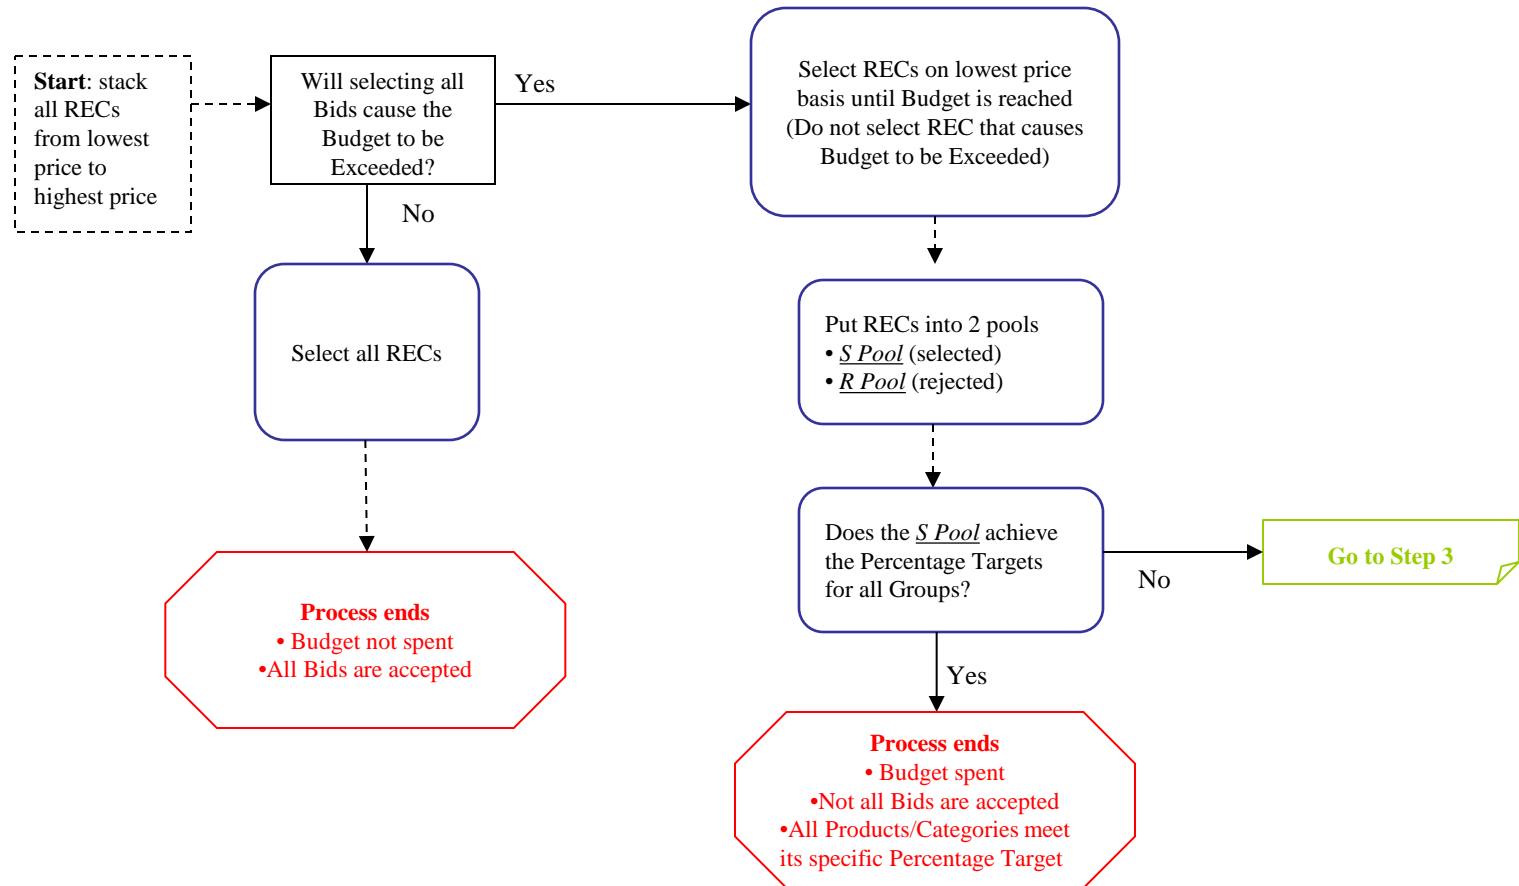 Start: stack
all RECs
from lowest
price to
highest price
Will selecting all
Bids cause the
Budget to be
Exceeded?
Yes
Select RECs on lowest price
basis until Budget is reached
(Do not select REC that causes
Budget to be Exceeded)
No
Select all RECs
Put RECs into 2 pools
• S Pool (selected)
• R Pool (rejected)
Does the S Pool achieve
the Percentage Targets
for all Groups?
No
Go to Step 3
Process ends
• Budget not spent
•All Bids are accepted
Yes
Process ends
• Budget spent
•Not all Bids are accepted
•All Products/Categories meet
its specific Percentage Target